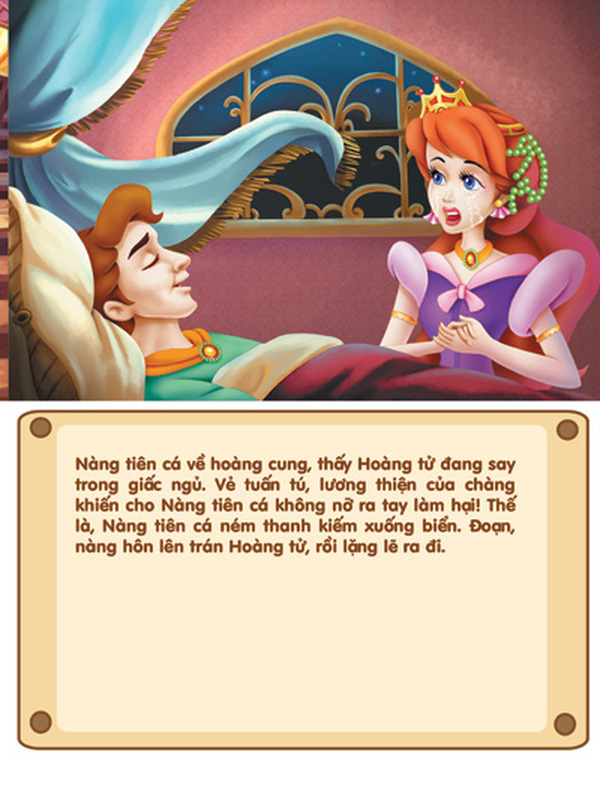 Nàng tiên cá về hoàng cung, thấy Hoàng tử đang say
trong giấc ngủ. Vẻ tuấn tú, lương thiện của chàng
khiến cho Nàng tiên cá không nỡ ra tay làm hại! Thế
là, Nàng tiên cá ném thanh kiếm xuống biển. Đoạn,
nàng hôn lên trán Hoàng tử, rồi lặng lẽ ra đi.